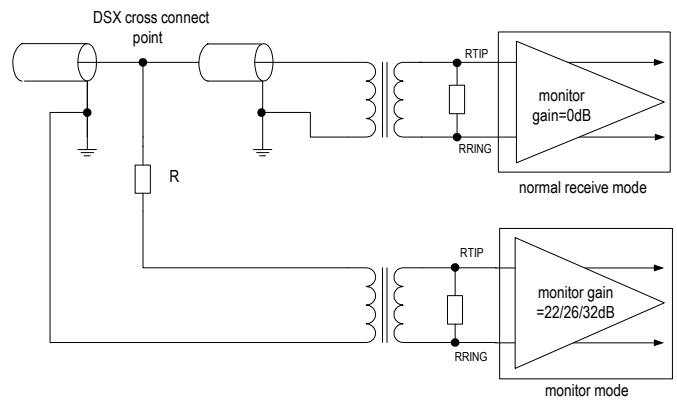 DSX cross connect
point
RTIP
monitor
gain=0dB
RRING
normal receive mode
R
RTIP
monitor gain
=22/26/32dB
RRING
monitor mode